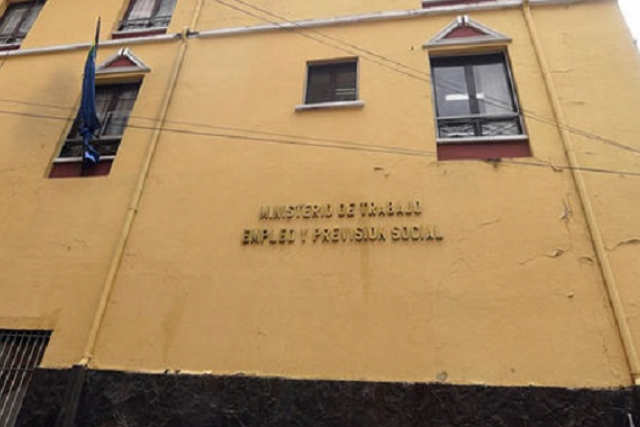 MINISTERIO DE TRABAJO
EMPLEO Y PREVISION SOCIAL